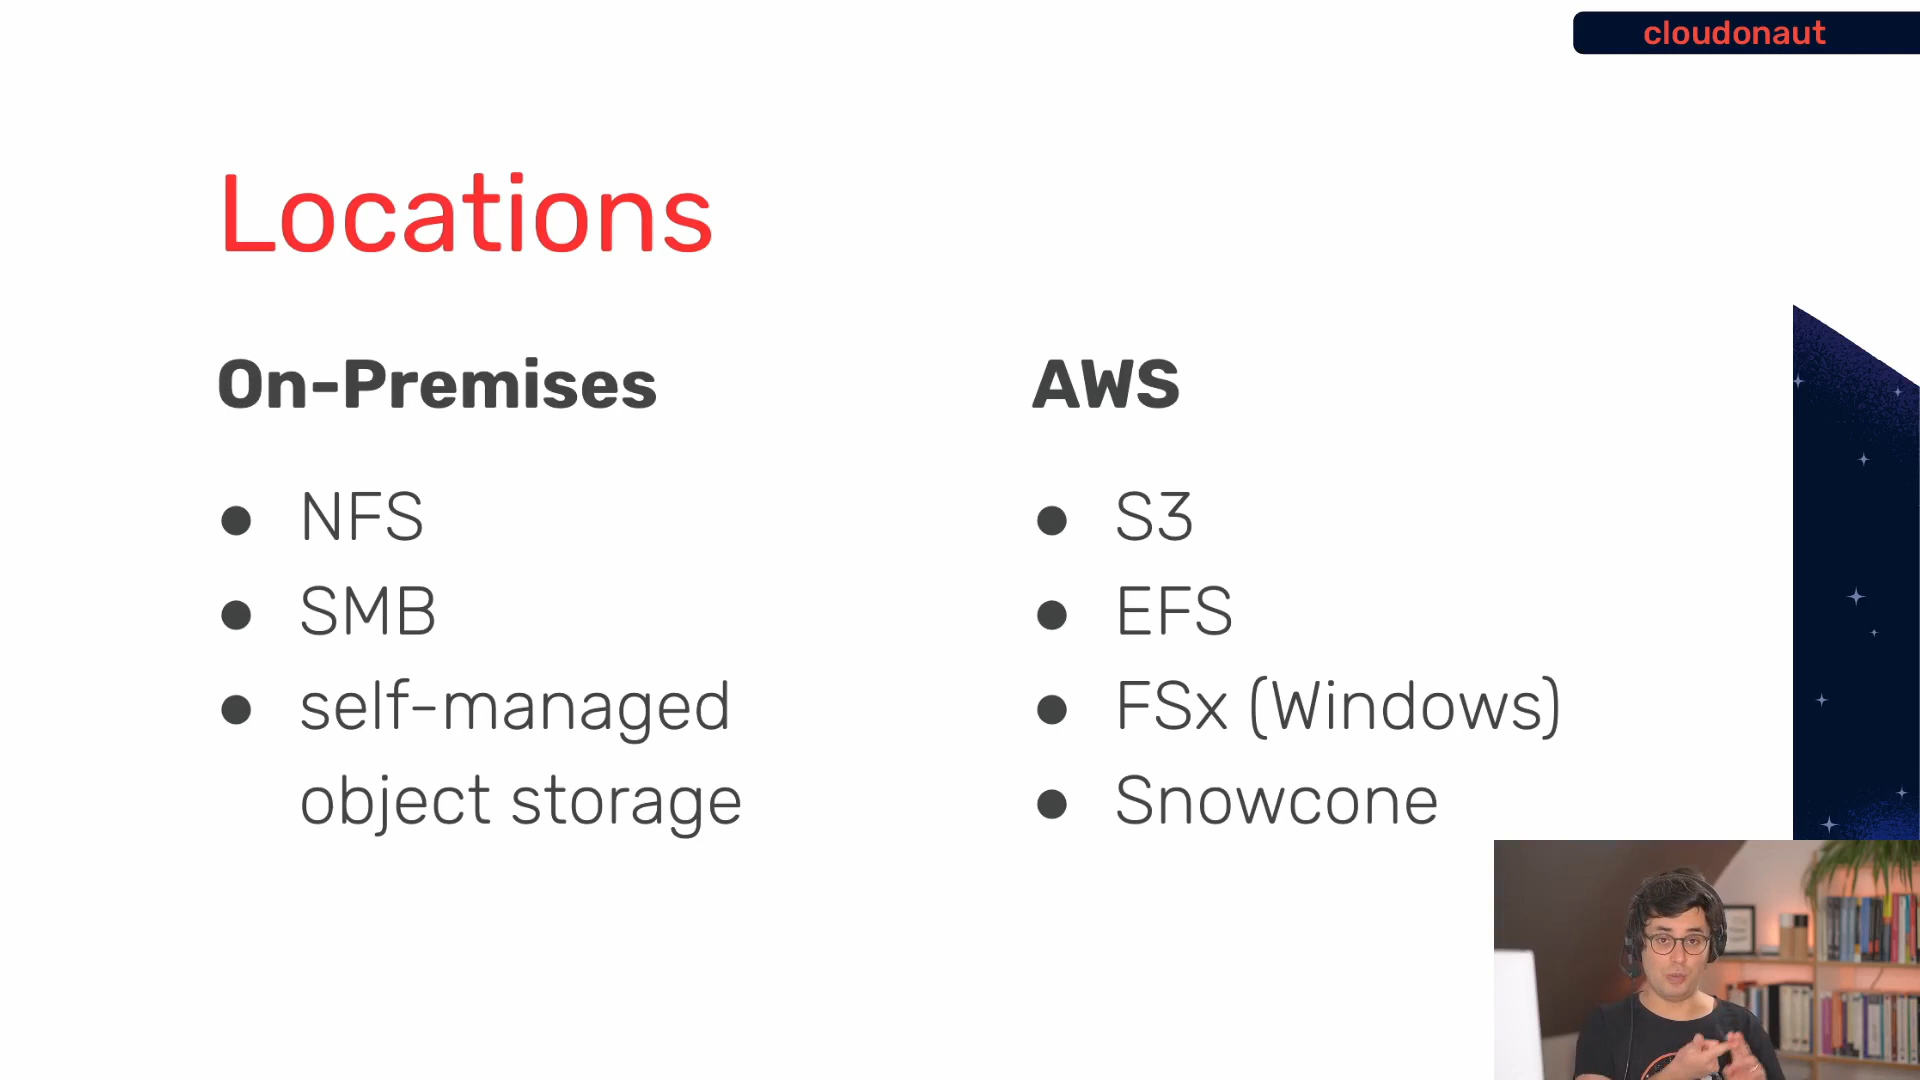 cloudonaut
Locations
On-Premises
● NFS
● SMB
● self-managed
object storage
AWS
● S3
● EFS
● FSx (Windows)
● Snowcone